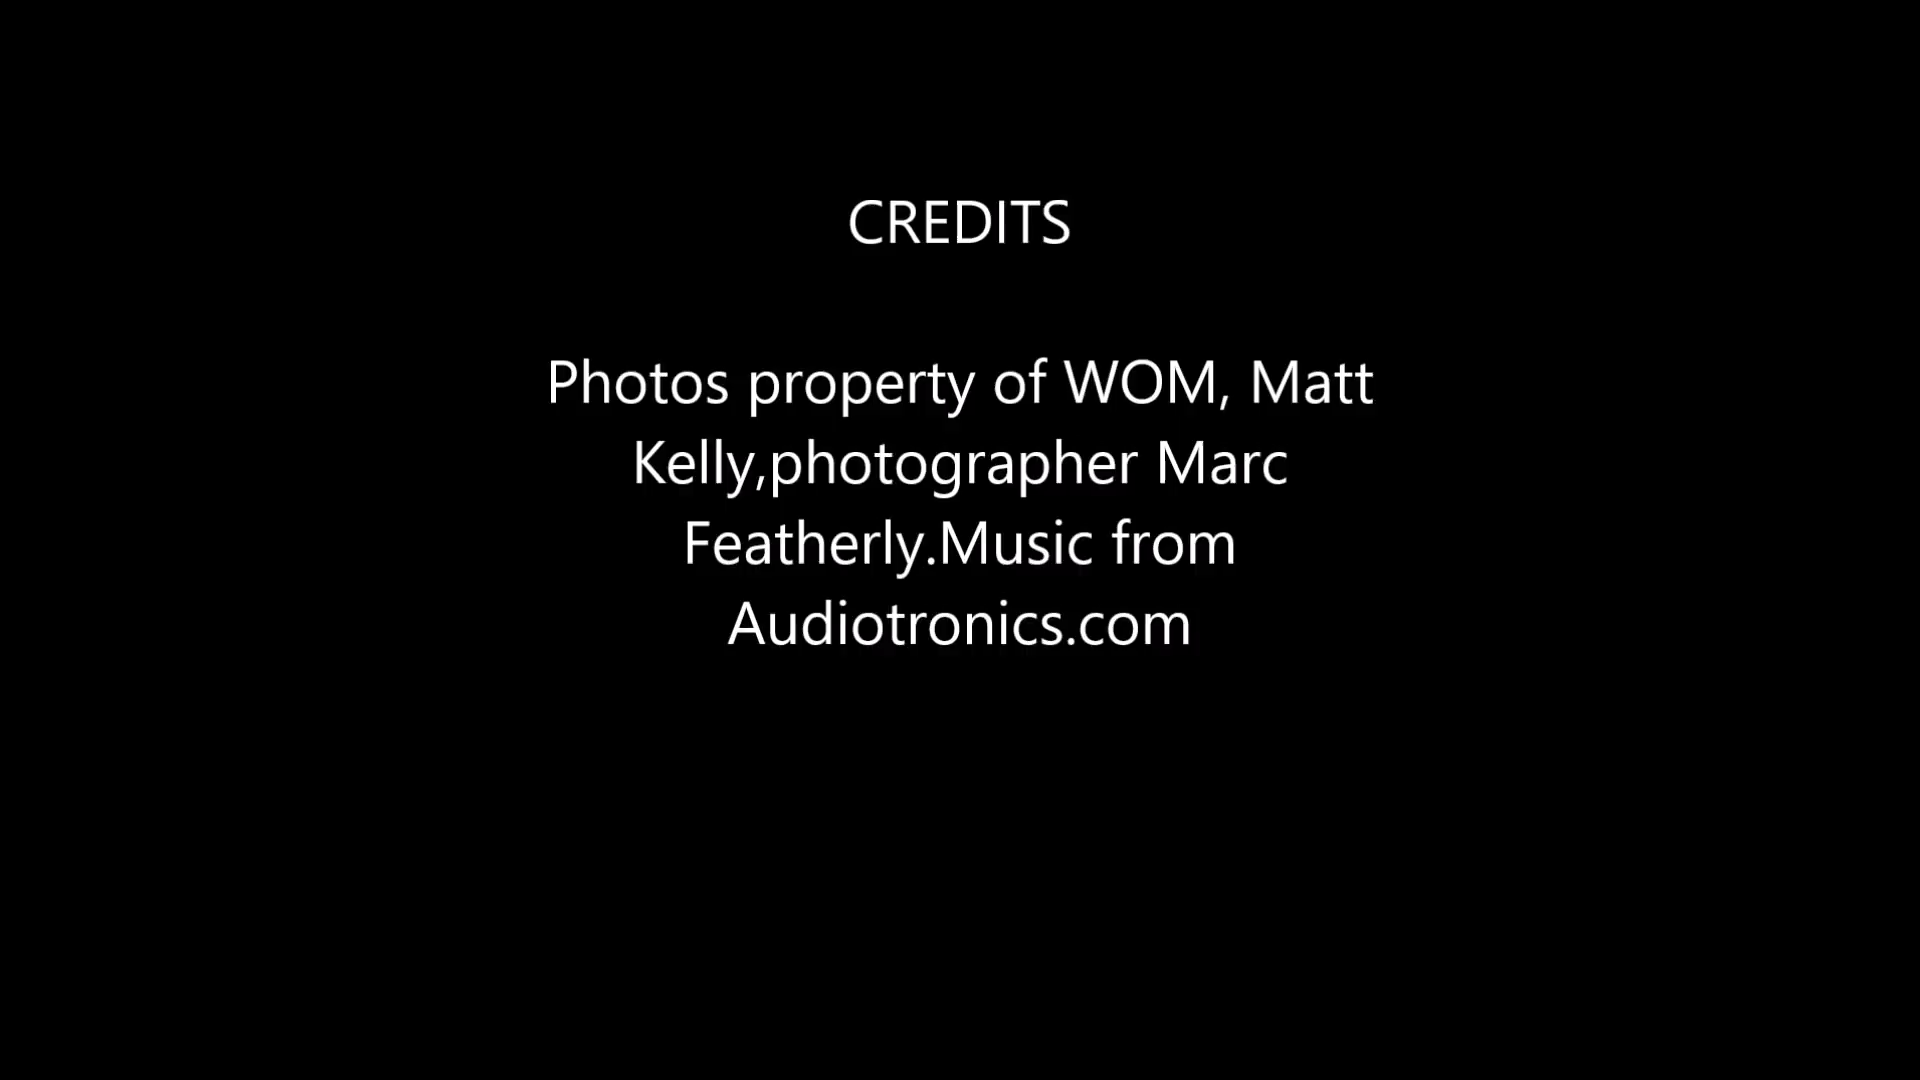 CREDITS
Photos property of WOM, Matt
Kelly,photographer Marc
Featherly.Music from
Audiotronics.com